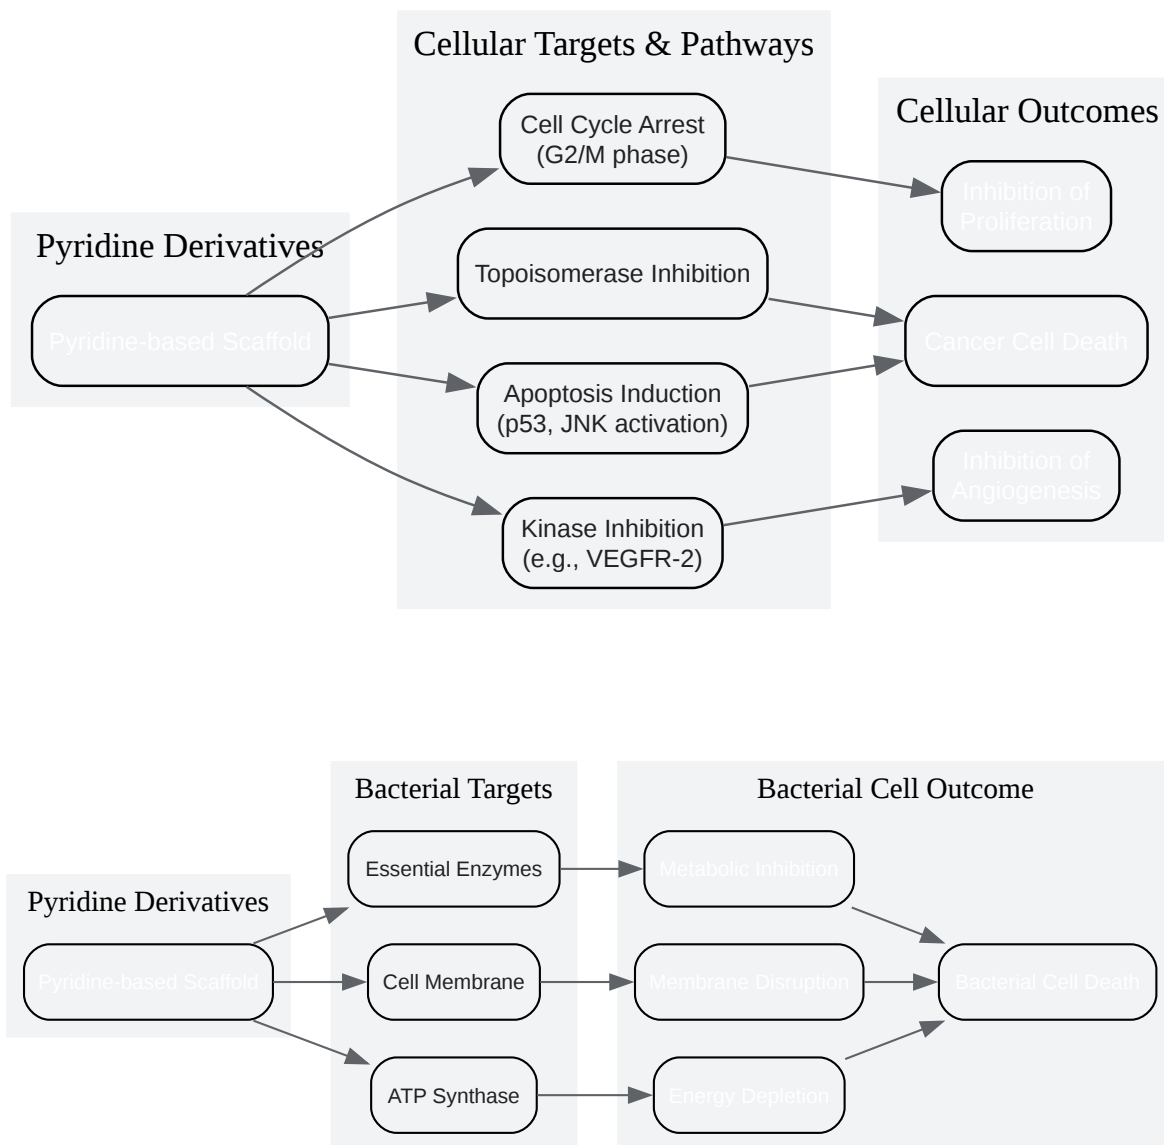 Cellular Targets & Pathways
Cellular Outcomes
Pyridine Derivatives
Cell Cycle Arrest
(G2/M phase)
Inhibition of
Proliferation
Topoisomerase Inhibition
Pyridine-based Scaffold
Cancer Cell Death
Apoptosis Induction
(p53, JNK activation)
Inhibition of
Angiogenesis
Kinase Inhibition
(e.g., VEGFR-2)
Bacterial Targets
Bacterial Cell Outcome
Pyridine Derivatives
Essential Enzymes
Metabolic Inhibition
Pyridine-based Scaffold
Cell Membrane
Membrane Disruption
Bacterial Cell Death
ATP Synthase
Energy Depletion